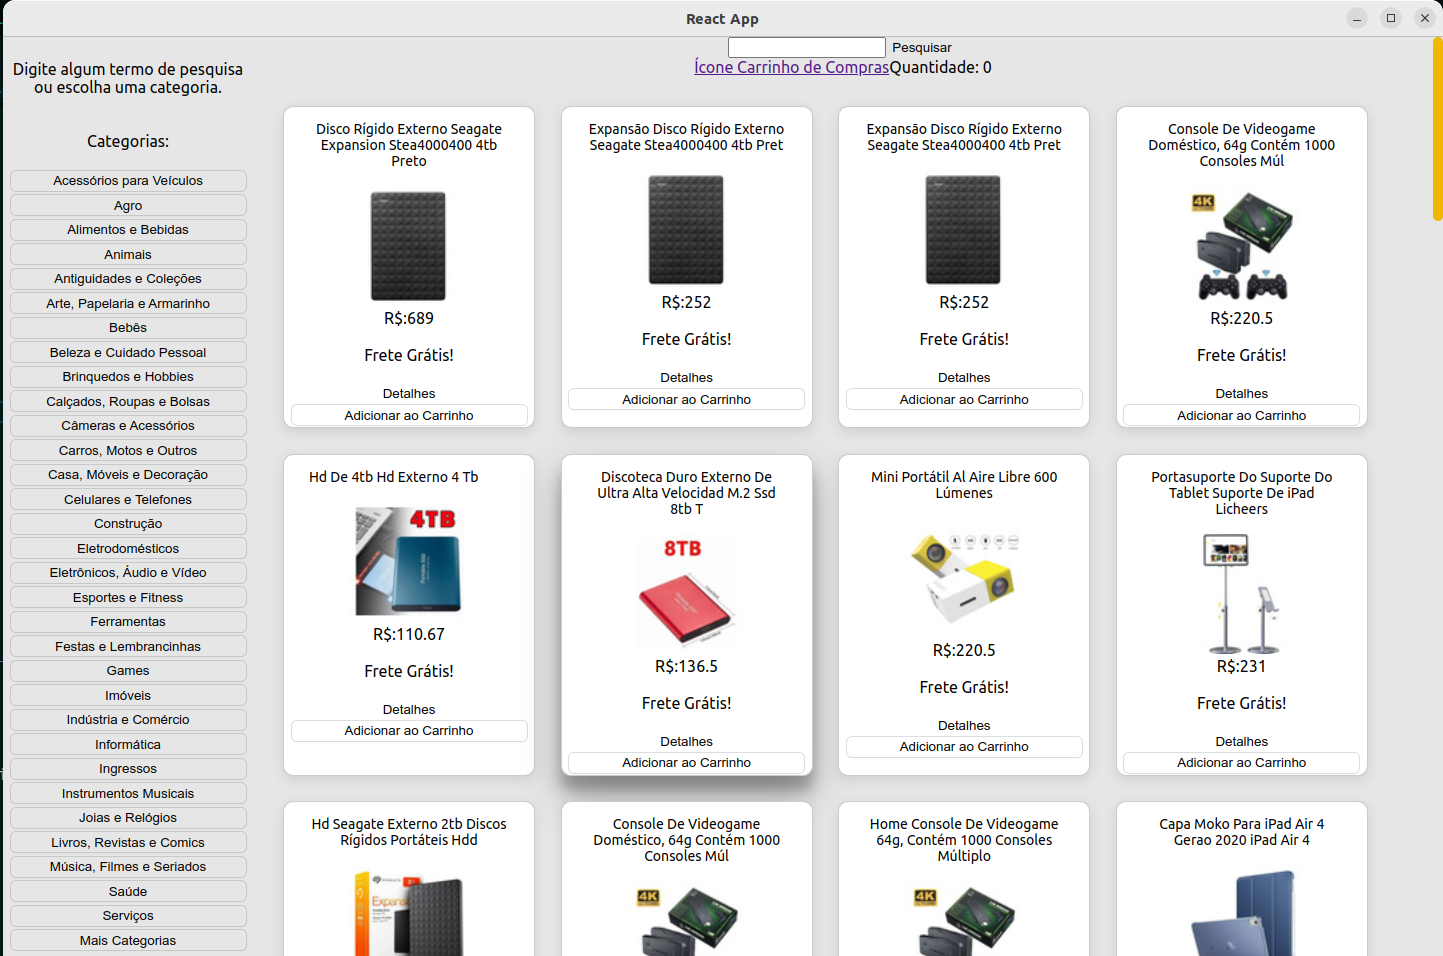 React App
Pesquisar
Ícone Carrinho de ComprasQuantidade: 0
Digite algum termo de pesquisa
ou escolha uma categoria.
Categorias:
Acessórios para Veículos
Agro
Alimentos e Bebidas
Animais
Antiguidades e Coleções
Arte, Papelaria e Armarinho
Bebês
Beleza e Cuidado Pessoal
Brinquedos e Hobbies
Calçados, Roupas e Bolsas
Câmeras e Acessórios
Carros, Motos e Outros
Casa, Móveis e Decoração
Celulares e Telefones
Construção
Eletrodomésticos
Eletrônicos, Áudio e Vídeo
Esportes e Fitness
Ferramentas
Festas e Lembrancinhas
Games
Imóveis
Indústria e Comércio
Informática
Ingressos
Instrumentos Musicais
Joias e Relógios
Livros, Revistas e Comics
Música, Filmes e Seriados
Saúde
Serviços
Mais Categorias
Disco Rígido Externo Seagate
Expansion Stea4000400 4tb
Preto
R$:689
Frete Grátis!
Detalhes
Adicionar ao Carrinho
Expansão Disco Rígido Externo
Seagate Stea4000400 4tb Pret
R$:252
Frete Grátis!
Detalhes
Adicionar ao Carrinho
Expansão Disco Rígido Externo
Seagate Stea4000400 4tb Pret
R$:252
Frete Grátis!
Detalhes
Adicionar ao Carrinho
Console De Videogame
Doméstico, 64g Contém 1000
Consoles Múl
4K
R$:220.5
Frete Grátis!
Detalhes
Adicionar ao Carrinho
Hd De 4tb Hd Externo 4 Tb
4TB
R$:110.67
Frete Grátis!
Detalhes
Adicionar ao Carrinho
Discoteca Duro Externo De
Ultra Alta Velocidad M.2 Ssd
8tb T
8TB
R$:136.5
Frete Grátis!
Detalhes
Adicionar ao Carrinho
Mini Portátil Al Aire Libre 600
Lúmenes
R$:220.5
Frete Grátis!
Detalhes
Adicionar ao Carrinho
Portasuporte Do Suporte Do
Tablet Suporte De iPad
Licheers
R$:231
Frete Grátis!
Detalhes
Adicionar ao Carrinho
Hd Seagate Externo 2tb Discos
Rígidos Portáteis Hdd
Console De Videogame
Doméstico, 64g Contém 1000
Consoles Múl
4K
Home Console De Videogame
64g, Contém 1000 Consoles
Múltiplo
4K
Capa Moko Para iPad Air 4
Gerao 2020 iPad Air 4